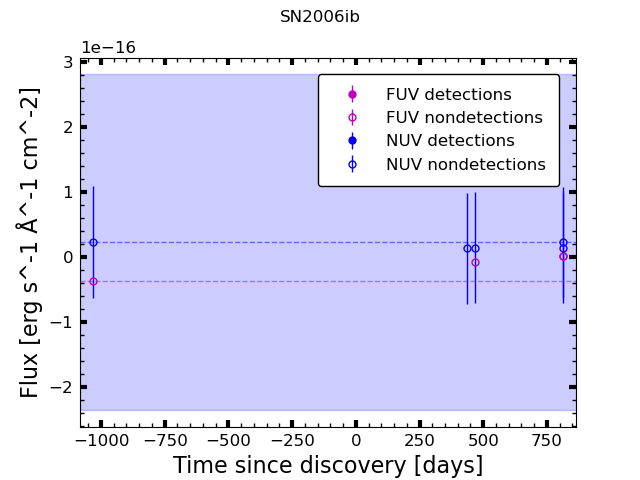 SN2006ib
1e−16
3
2
1
0
−1
−2
Flux [erg s^-1 Å^-1 cm^-2]
FUV detections
FUV nondetections
NUV detections
NUV nondetections
−1000 −750 −500 −250 0 250 500 750
Time since discovery [days]